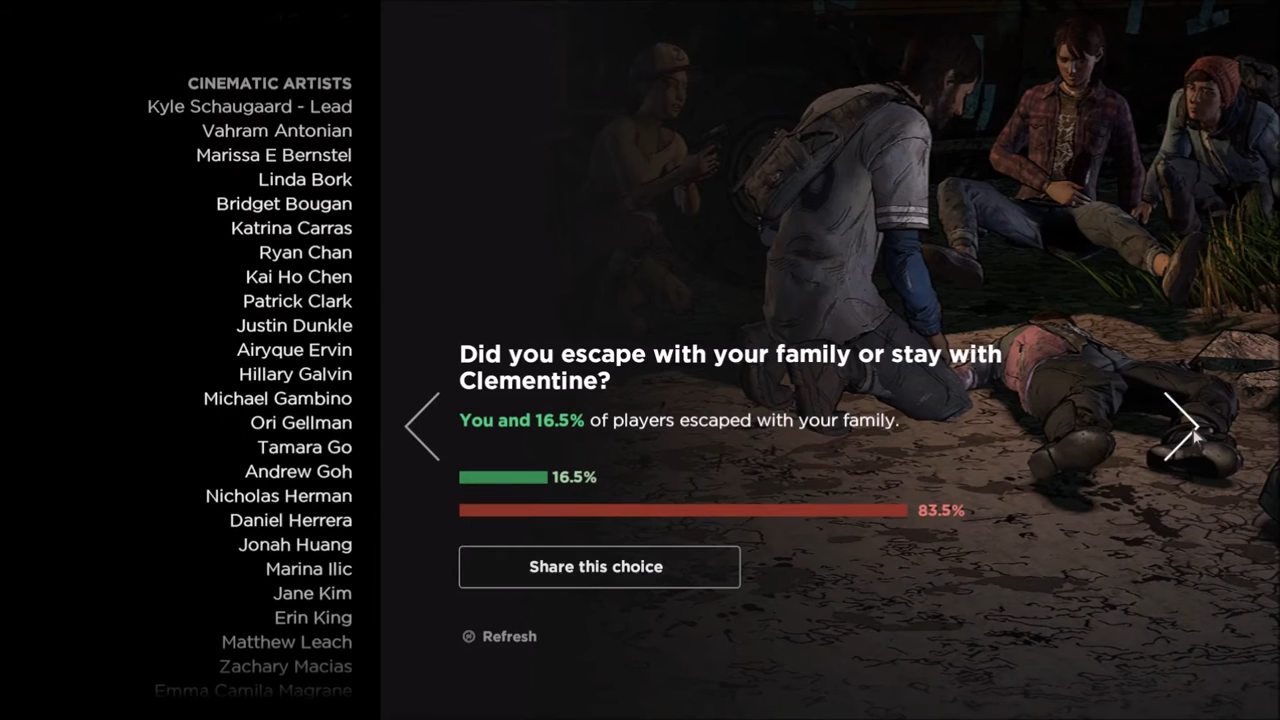 CINEMATIC ARTISTS
Kyle Schaugaard - Lead
Vahram Antonian
Marissa E Bernstel
Linda Bork
Bridget Bougan
Katrina Carras
Ryan Chan
Kai Ho Chen
Patrick Clark
Justin Dunkle
Airyque Ervin
Hillary Galvin
Michael Gambino
Ori Gellman
Tamara Go
Andrew Goh
Nicholas Herman
Daniel Herrera
Jonah Huang
Marina Ilic
Jane Kim
Erin King
Matthew Leach
Zachary Macias
Emma Camila Magrane
Did you escape with your family or stay with
Clementine?
You and 16.5% of players escaped with your family.
16.5%
83.5%
Share this choice
Refresh